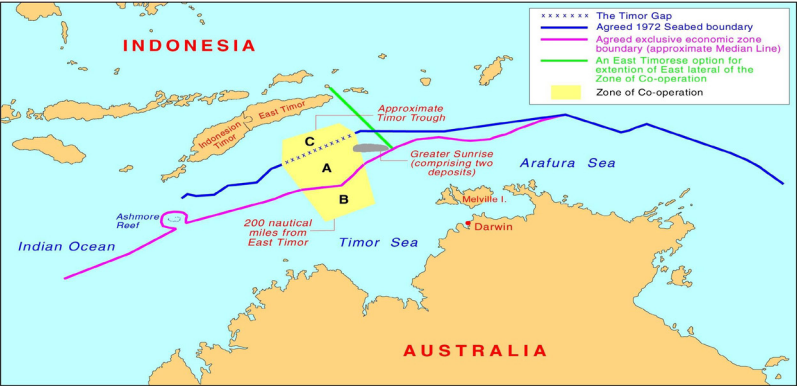 The Timor Gap
Agreed 1972 Seabed boundary
Agreed exclusive economic zone
boundary (approximate Median Line)
An East Timorese option for
extention of East lateral of the
Zone of Co-operation
Zone of Co-operation
INDONESIA
East Timor
Indonesion
Timor
Approximate
Timor Trough
C
A
B
Greater Sunrise
(comprising two
deposits)
Arafura Sea
Ashmore
Reef
Melville I.
Darwin
200 nautical
miles from
East Timor
Timor Sea
Indian Ocean
AUSTRALIA